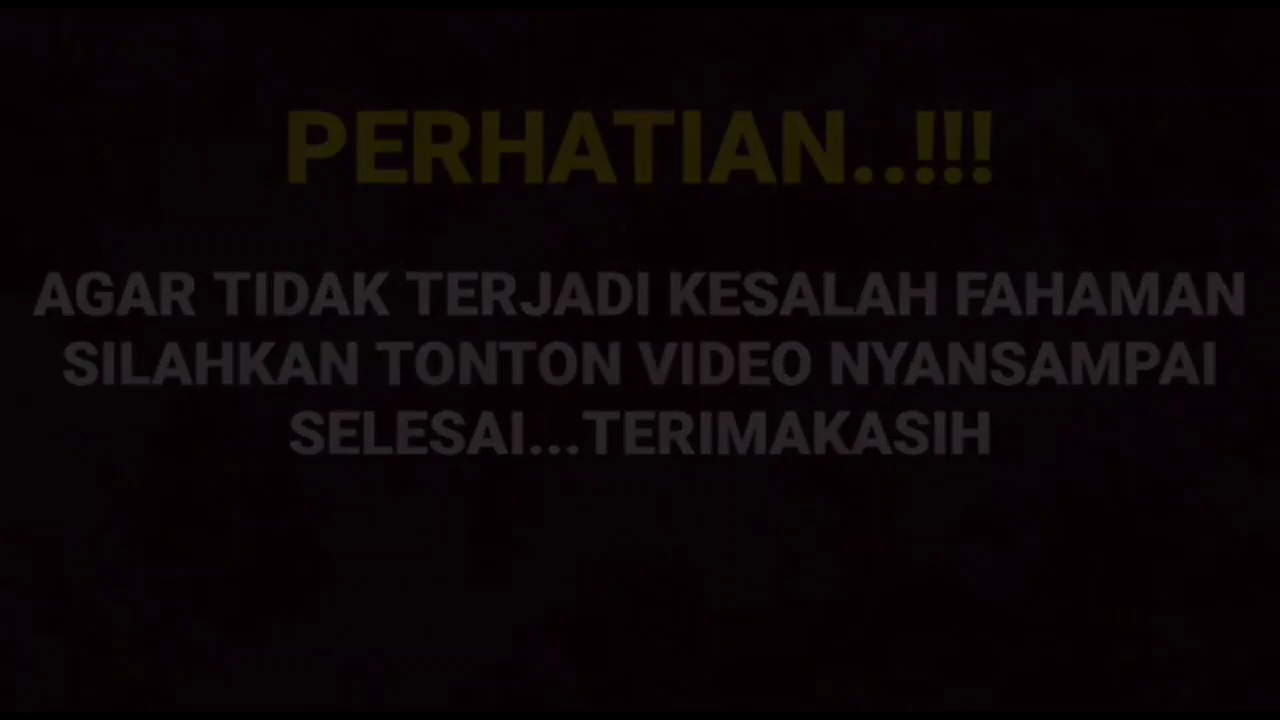 PERHATIAN..!!!
AGAR TIDAK TERJADI KESALAH FAHAMAN
SILAHKAN TONTON VIDEO NYANSAMPAI
SELESAI...TERIMAKASIH